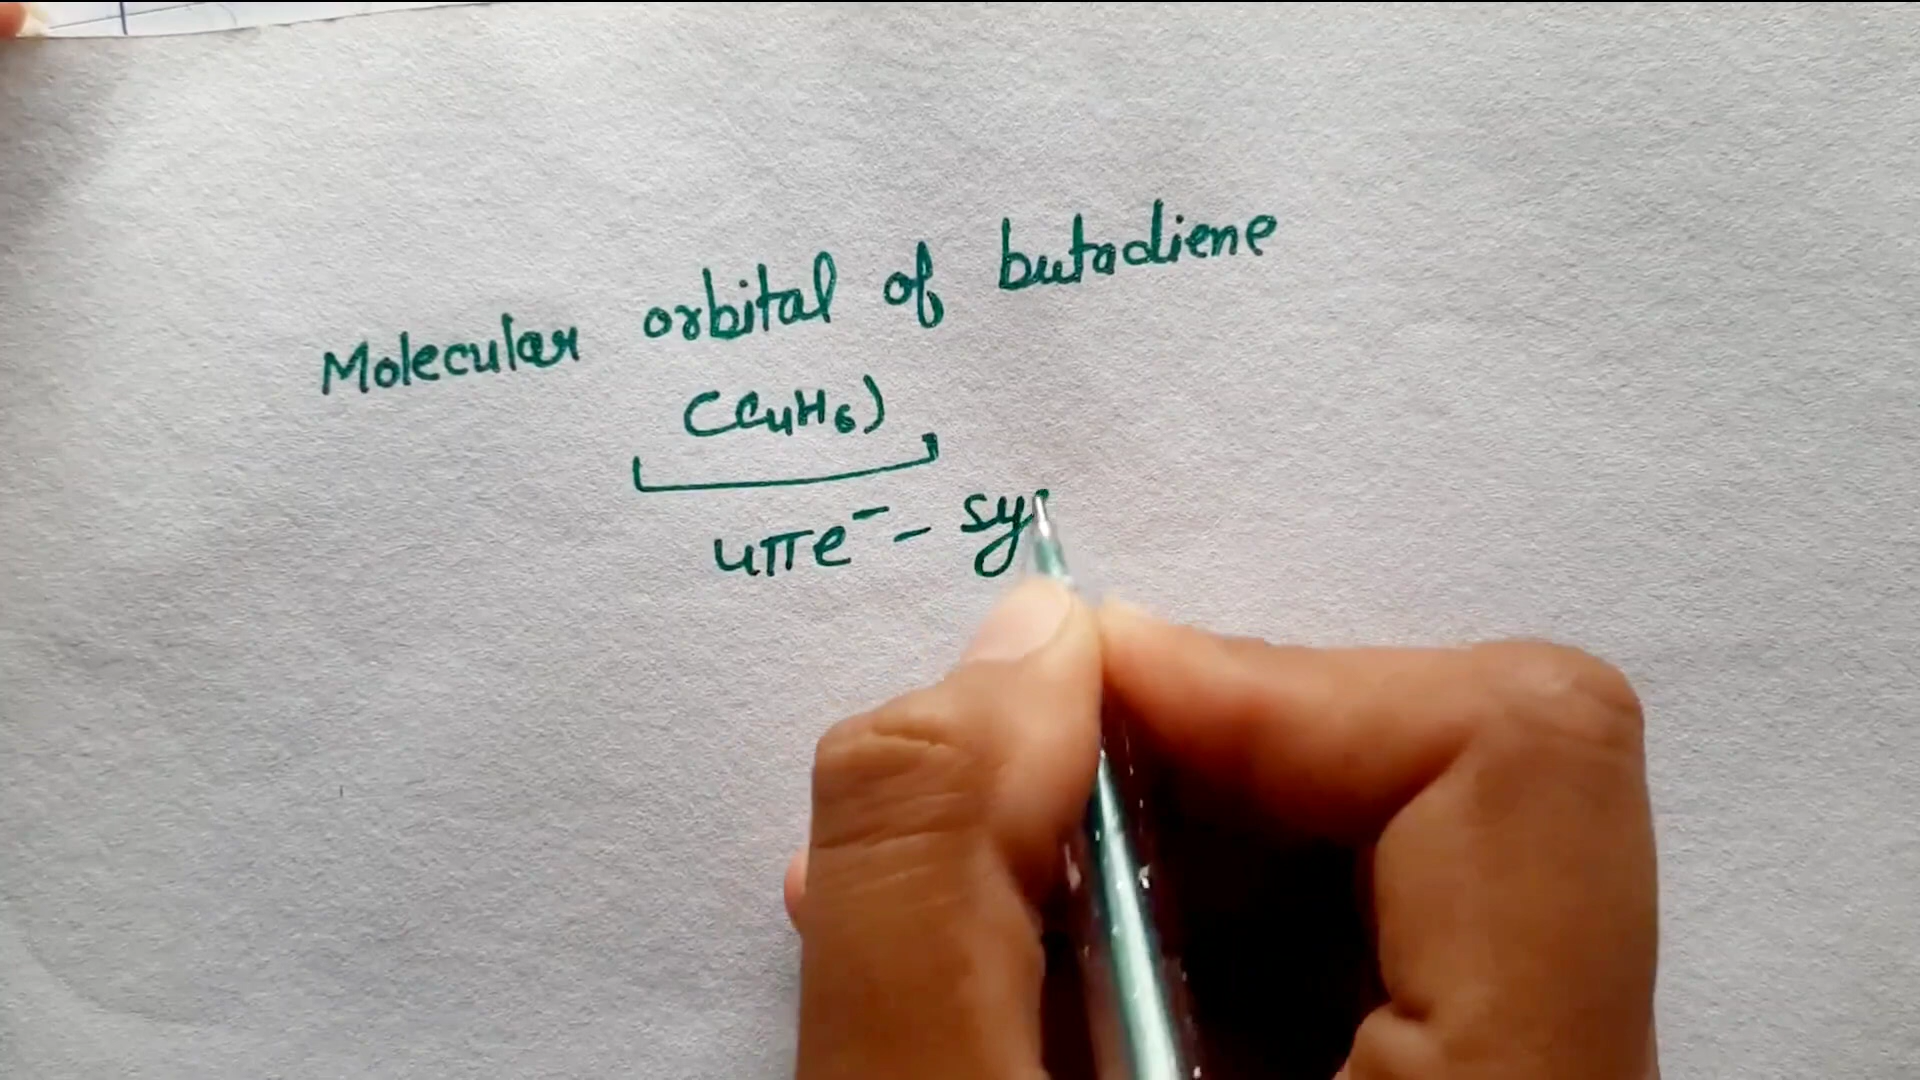 Molecular orbital of butadiene
(C4H6)
4πe⁻ - sy